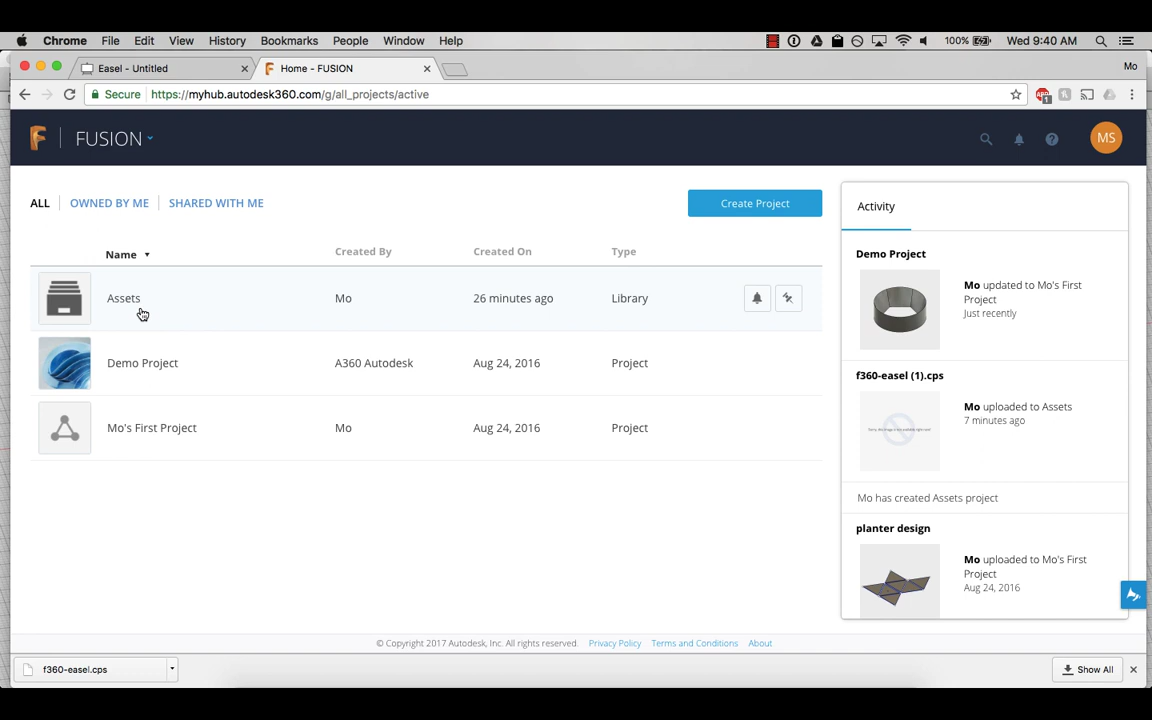 Chrome File Edit View History Bookmarks People Window Help 100% Wed 9:40 AM
Easel - Untitled Home - FUSION Mo
Secure https://myhub.autodesk360.com/g/all_projects/active
FUSION MS
ALL OWNED BY ME SHARED WITH ME Create Project
Name Created By Created On Type
Assets Mo 26 minutes ago Library
Demo Project A360 Autodesk Aug 24, 2016 Project
Mo's First Project Mo Aug 24, 2016 Project
Activity
Demo Project
Mo updated to Mo's First
Project
Just recently
f360-easel (1).cps
Mo uploaded to Assets
7 minutes ago
Mo has created Assets project
planter design
Mo uploaded to Mo's First
Project
Aug 24, 2016
© Copyright 2017 Autodesk, Inc. All rights reserved. Privacy Policy Terms and Conditions About
f360-easel.cps Show All